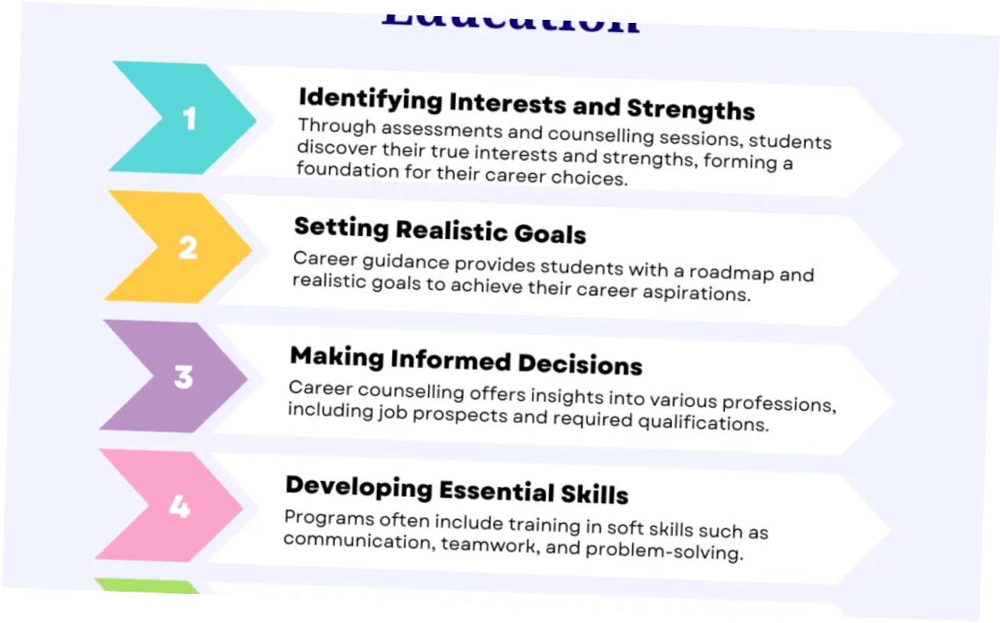 Education
1
Identifying Interests and Strengths
Through assessments and counselling sessions, students
discover their true interests and strengths, forming a
foundation for their career choices.
2
Setting Realistic Goals
Career guidance provides students with a roadmap and
realistic goals to achieve their career aspirations.
3
Making Informed Decisions
Career counselling offers insights into various professions,
including job prospects and required qualifications.
4
Developing Essential Skills
Programs often include training in soft skills such as
communication, teamwork, and problem-solving.